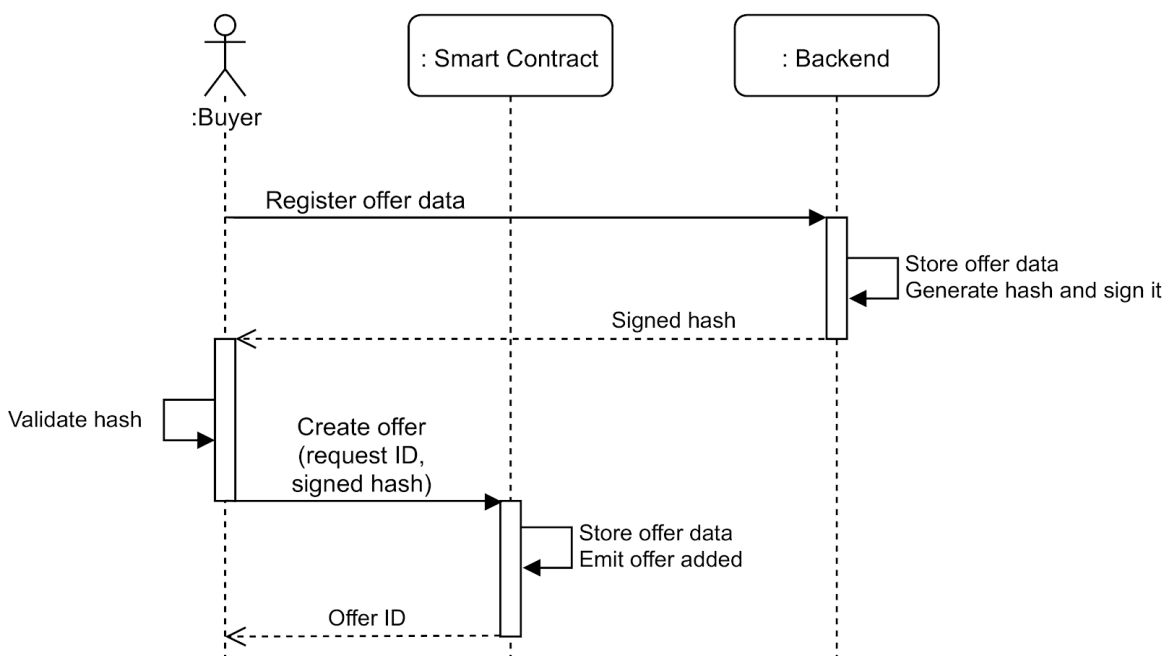 : Smart Contract
: Backend
:Buyer
Register offer data
Store offer data
Generate hash and sign it
Signed hash
Validate hash
Create offer
(request ID,
signed hash)
Store offer data
Emit offer added
Offer ID